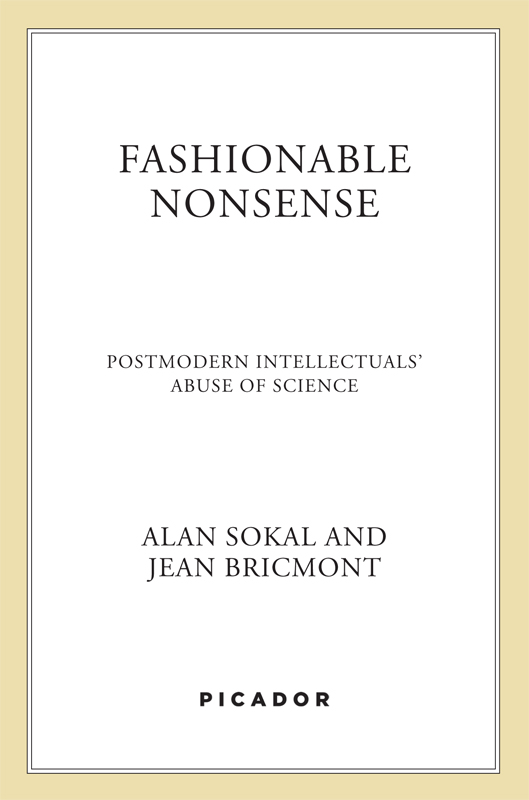 FASHIONABLE
NONSENSE
POSTMODERN INTELLECTUALS’
ABUSE OF SCIENCE
ALAN SOKAL AND
JEAN BRICMONT
PICADOR